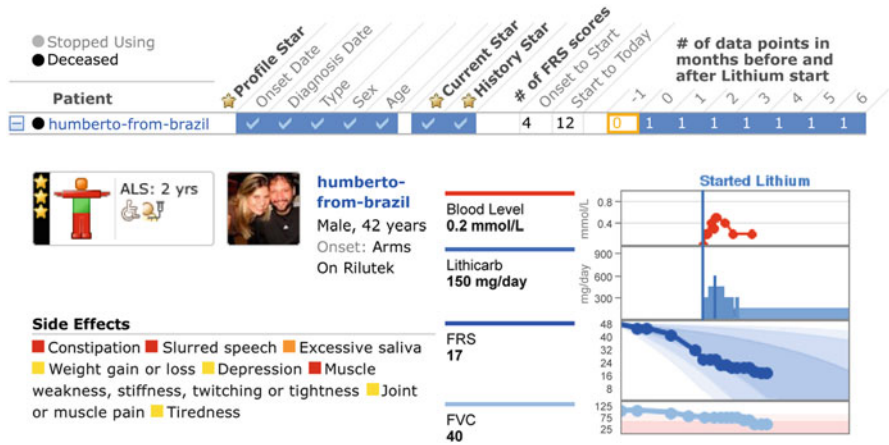 Stopped Using
Deceased
Patient
Profile Star
Onset Date
Diagnosis Date
Type
Sex
Age
Current Star
History Star
# of FRS scores
Onset to Start
Start to Today
# of data points in
months before and
after Lithium start
-1 0 1 2 3 4 5 6
humberto-from-brazil 4 12 0 1 1 1 1 1 1 1
ALS: 2 yrs
humberto-
from-brazil
Male, 42 years
Onset: Arms
On Rilutek
Side Effects
Constipation Slurred speech Excessive saliva
Weight gain or loss Depression Muscle
weakness, stiffness, twitching or tightness Joint
or muscle pain Tiredness
Blood Level
0.2 mmol/L
Lithicarb
150 mg/day
FRS
17
FVC
40
Started Lithium
mmol/L
0.8
0.4
mg/day
900
600
300
48
40
32
24
16
8
125
75
25